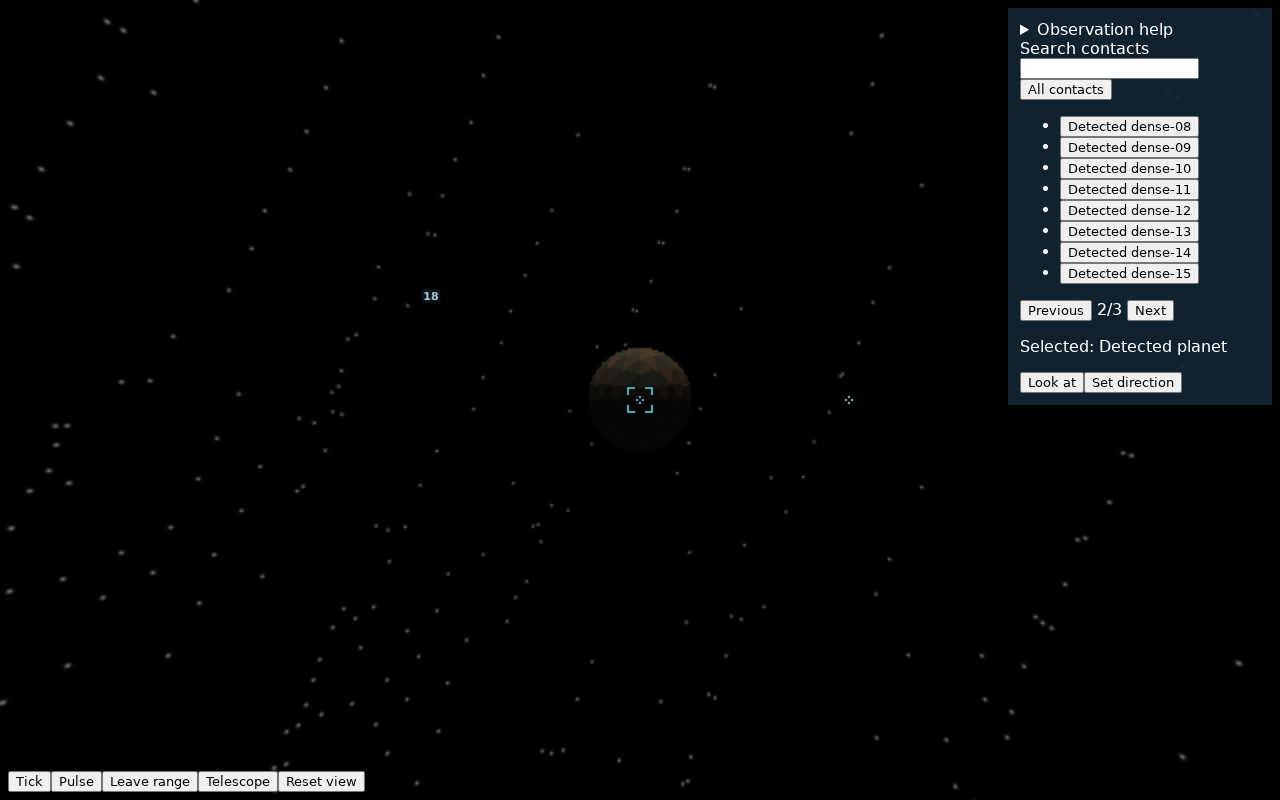 Observation help
Search contacts
All contacts
Detected dense-08
Detected dense-09
Detected dense-10
Detected dense-11
Detected dense-12
Detected dense-13
Detected dense-14
Detected dense-15
Previous 2/3 Next
Selected: Detected planet
Look at Set direction
18
Tick Pulse Leave range Telescope Reset view